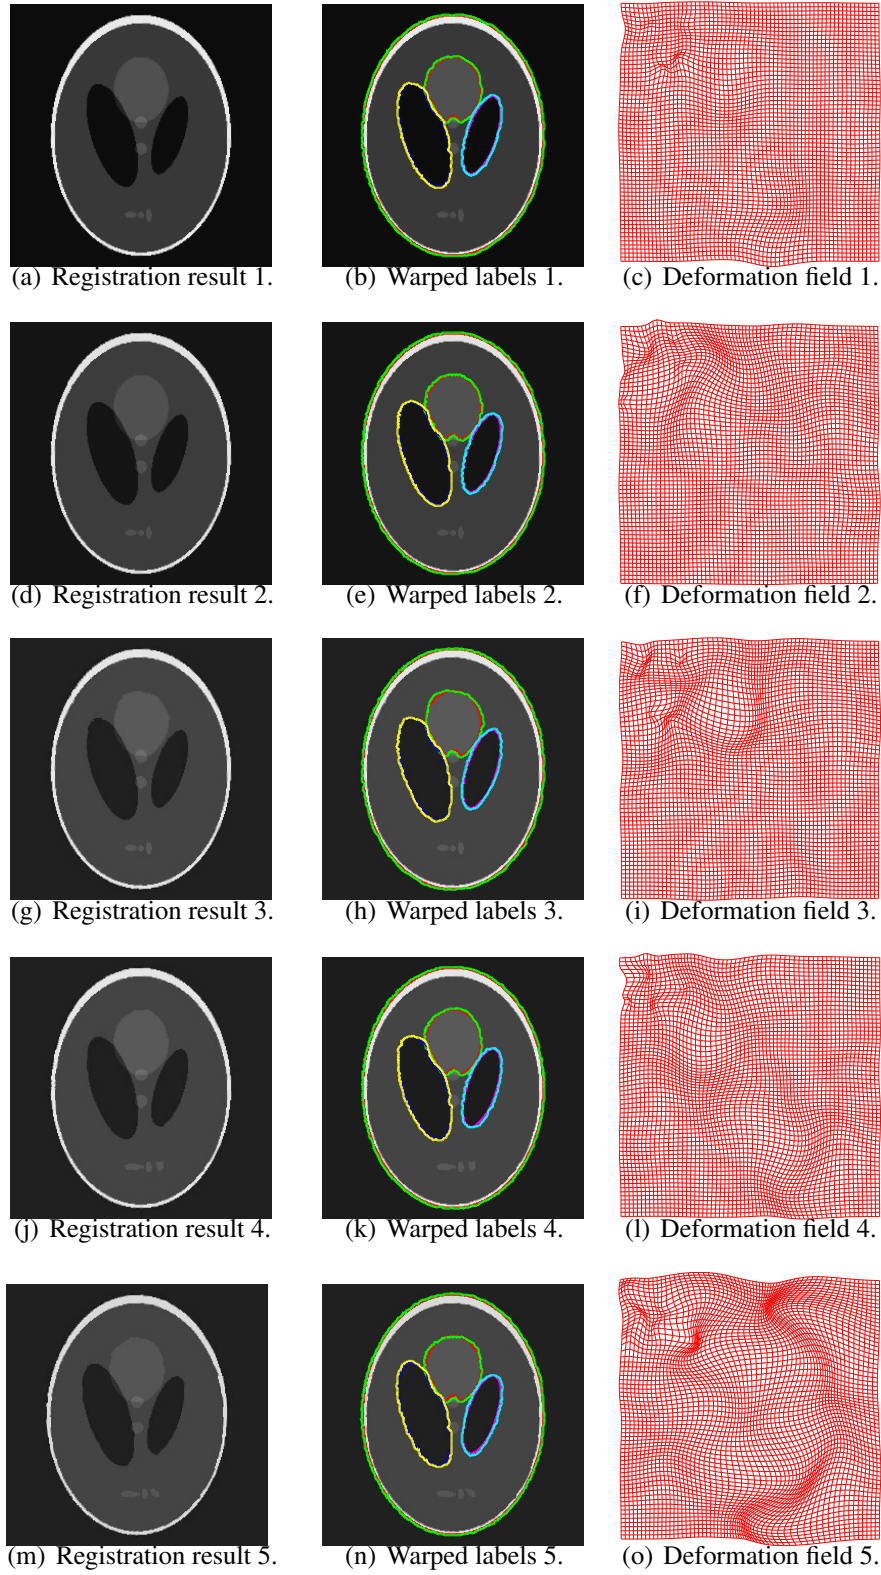 (a) Registration result 1.
(b) Warped labels 1.
(c) Deformation field 1.
(d) Registration result 2.
(e) Warped labels 2.
(f) Deformation field 2.
(g) Registration result 3.
(h) Warped labels 3.
(i) Deformation field 3.
(j) Registration result 4.
(k) Warped labels 4.
(l) Deformation field 4.
(m) Registration result 5.
(n) Warped labels 5.
(o) Deformation field 5.